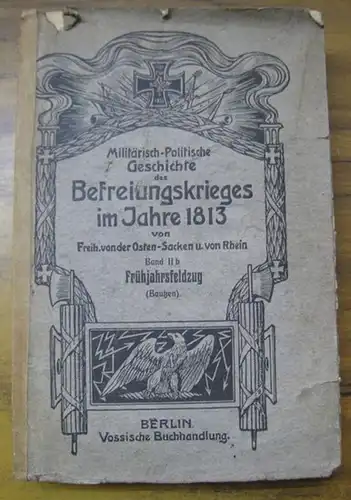 Militärisch-Politische
Geschichte
des
Befreiungskrieges
im Jahre 1813
von
Freih. von der Osten-Sacken u. von Rhein
Band IIb
Frühjahrsfeldzug
(Bautzen).
BERLIN.
Vossische Buchhandlung.